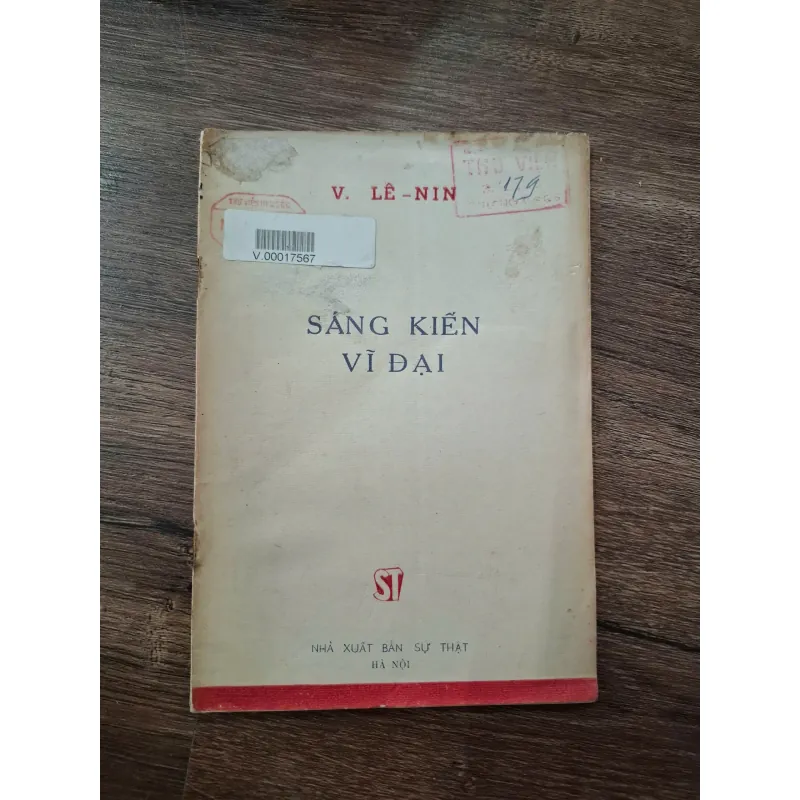 THƯ VIỆN
179
V. LÊ-NIN
V.00017567
SÁNG KIẾN
VĨ ĐẠI
ST
NHÀ XUẤT BẢN SỰ THẬT
HÀ NỘI